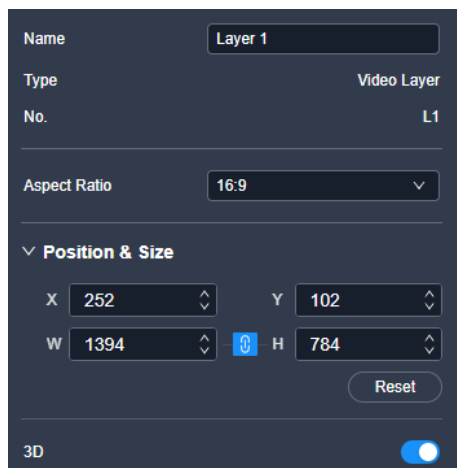 Name Layer 1
Type Video Layer
No. L1
Aspect Ratio 16:9
Position & Size
X 252 Y 102
W 1394 H 784
Reset
3D